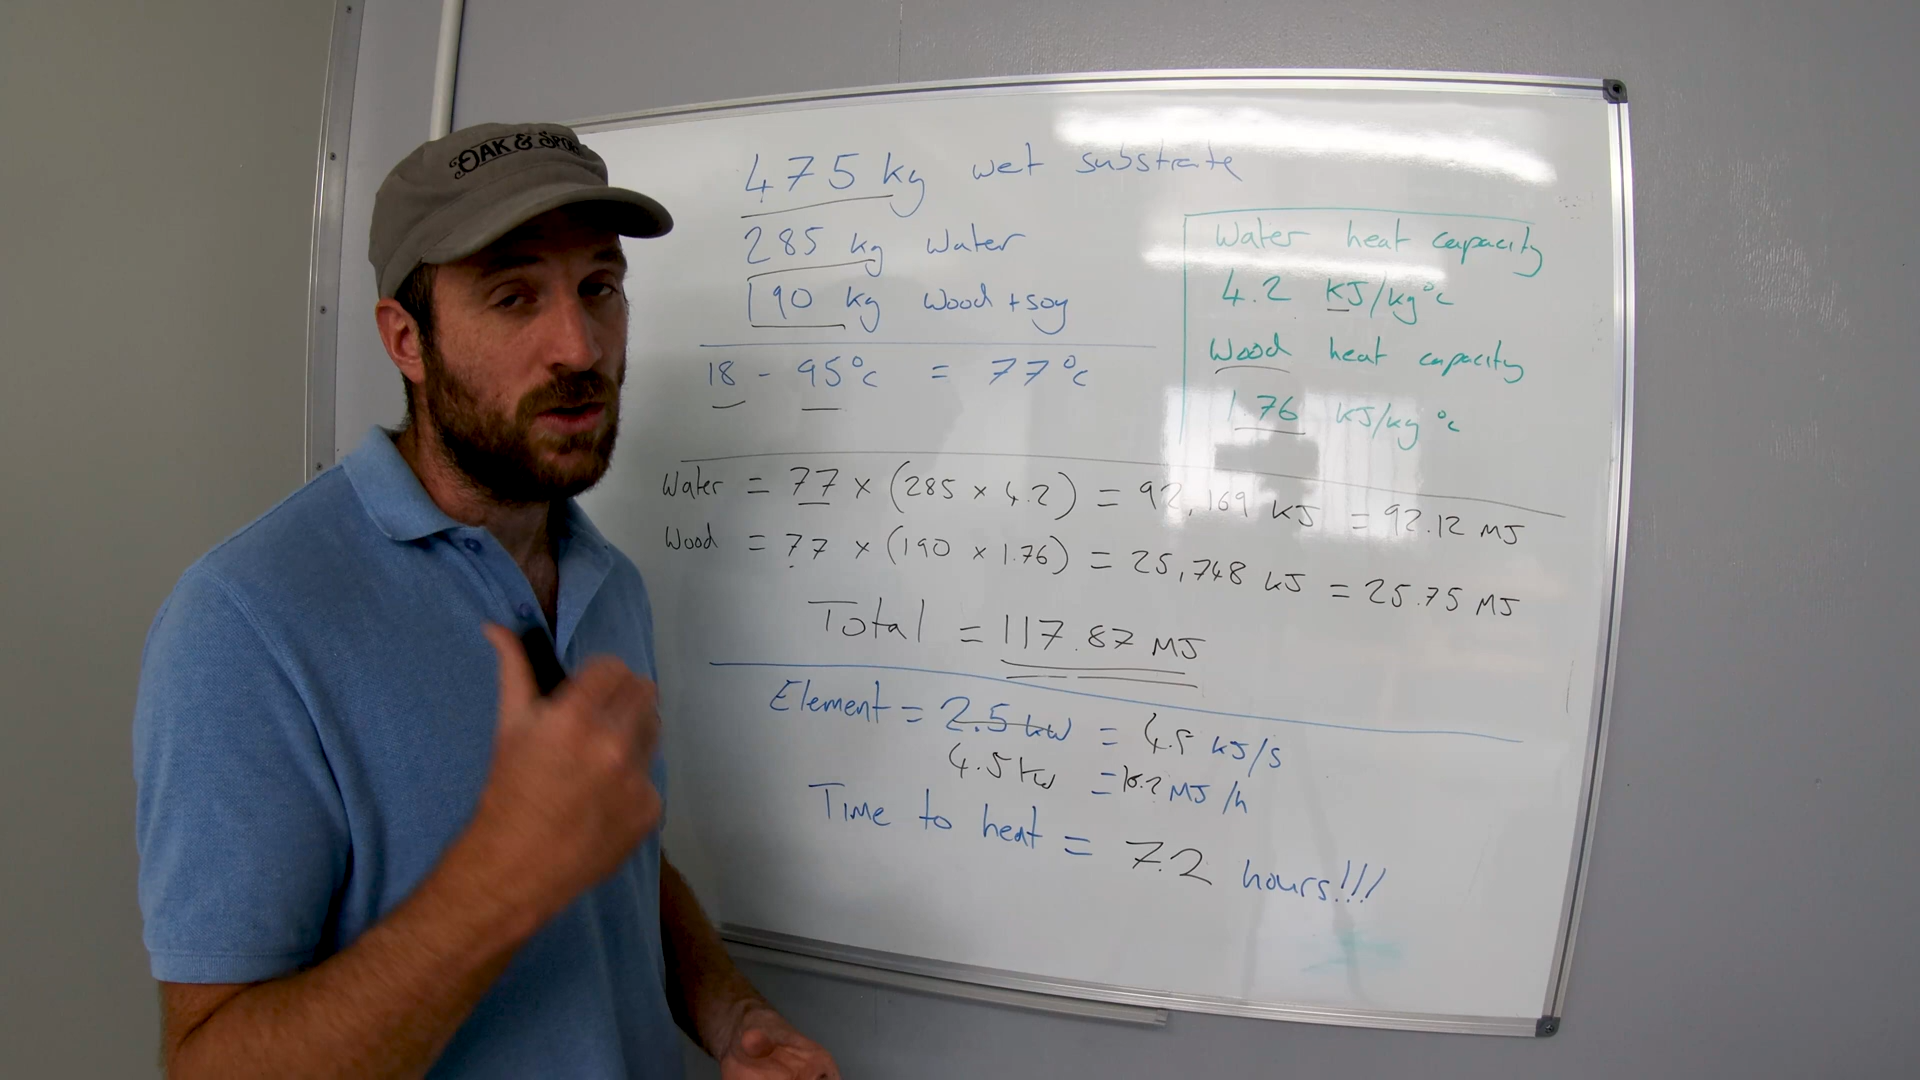 OAK & SPORE
475 kg wet substrate
285 kg water
190 kg wood + soy
18 - 95°C = 77°C
Water heat capacity
4.2 KJ/kg°C
Wood heat capacity
1.76 KJ/kg°C
Water = 77 x (285 x 4.2) = 92,169 KJ = 92.12 MJ
Wood = 77 x (190 x 1.76) = 25,748 KJ = 25.75 MJ
Total = 117.87 MJ
Element = 2.5 kW = 4.5 KJ/s
4.5 kW = 16.2 MJ/h
Time to heat = 7.2 hours!!!